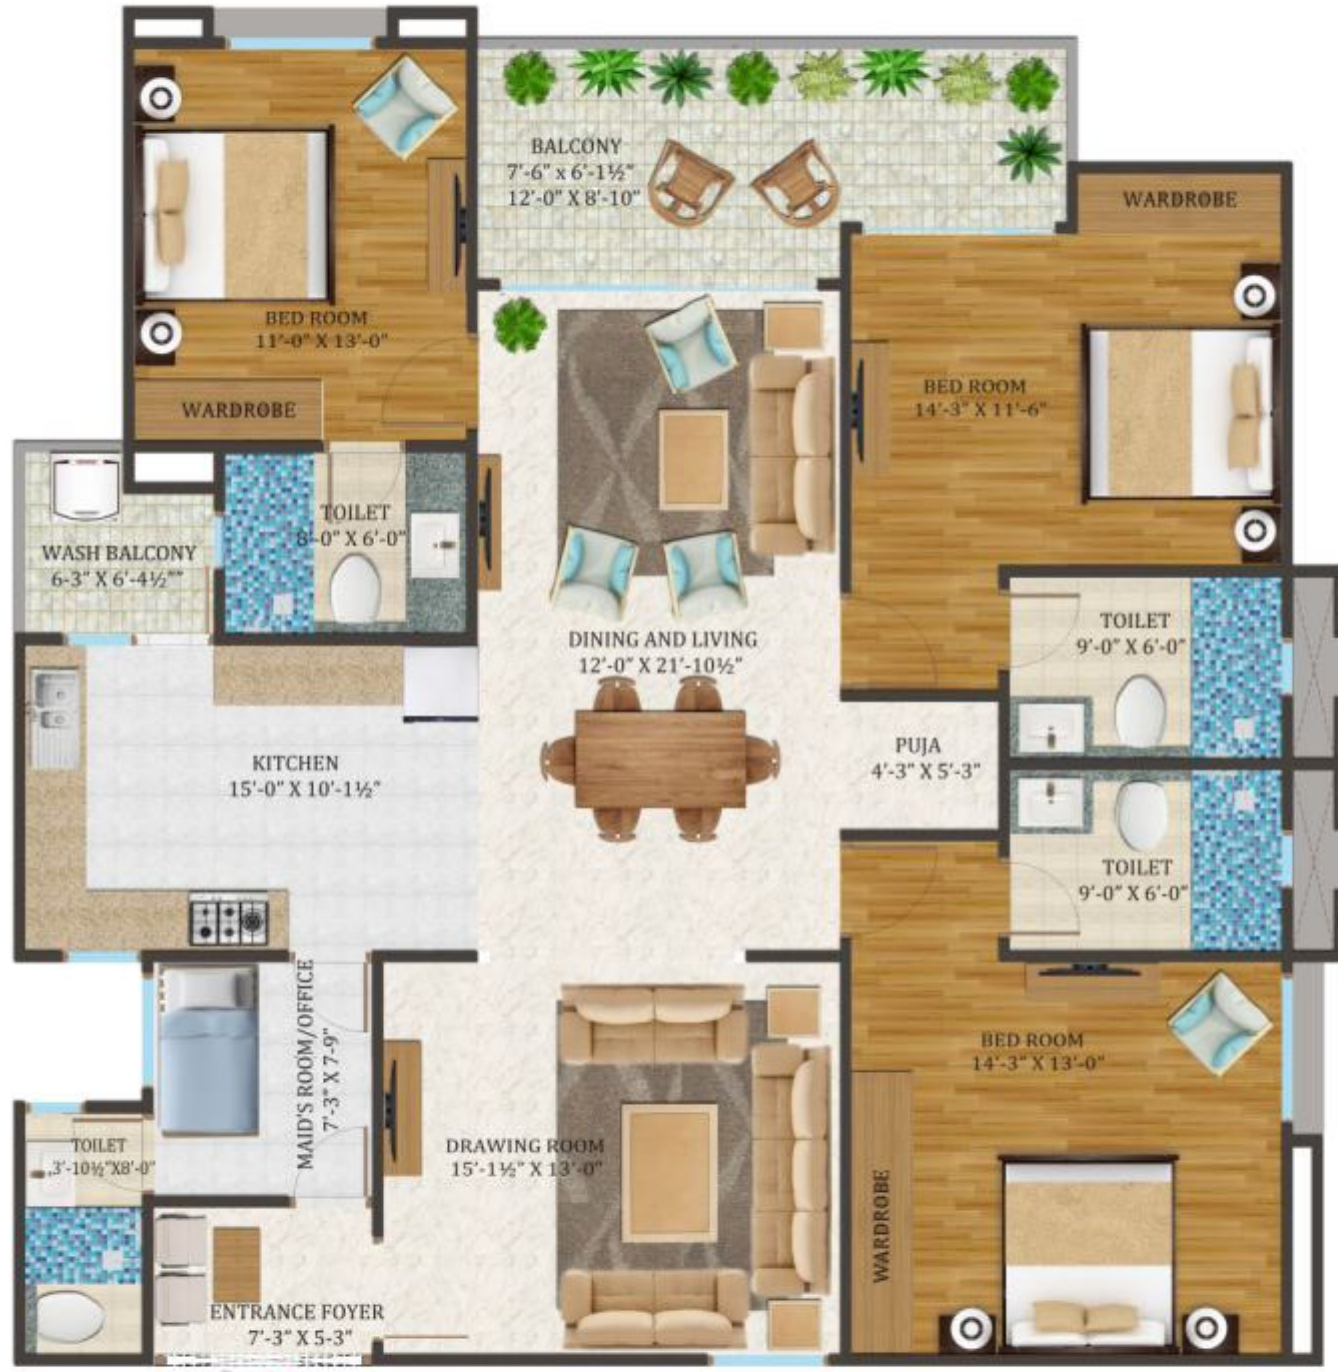 BALCONY
7'-6" x 6'-1½"
12'-0" X 8'-10"
WARDROBE
BED ROOM
11'-0" X 13'-0"
WARDROBE
BED ROOM
14'-3" X 11'-6"
TOILET
8'-0" X 6'-0"
WASH BALCONY
6-3" X 6'-4½""
DINING AND LIVING
12'-0" X 21'-10½"
TOILET
9'-0" X 6'-0"
KITCHEN
15'-0" X 10'-1½"
PUJA
4'-3" X 5'-3"
TOILET
9'-0" X 6'-0"
MAID'S ROOM/OFFICE
7'-3" X 7-9"
BED ROOM
14'-3" X 13'-0"
TOILET
3'-10½"X8'-0"
DRAWING ROOM
15'-1½" X 13'-0"
WARDROBE
ENTRANCE FOYER
7'-3" X 5-3"